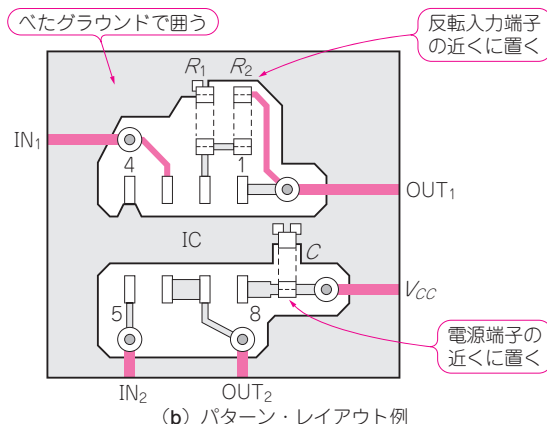 べたグラウンドで囲う
反転入力端子
の近くに置く
R1 R2
IN1
4 1
OUT1
IC
C
VCC
5 8
電源端子の
近くに置く
IN2 OUT2
(b) パターン・レイアウト例